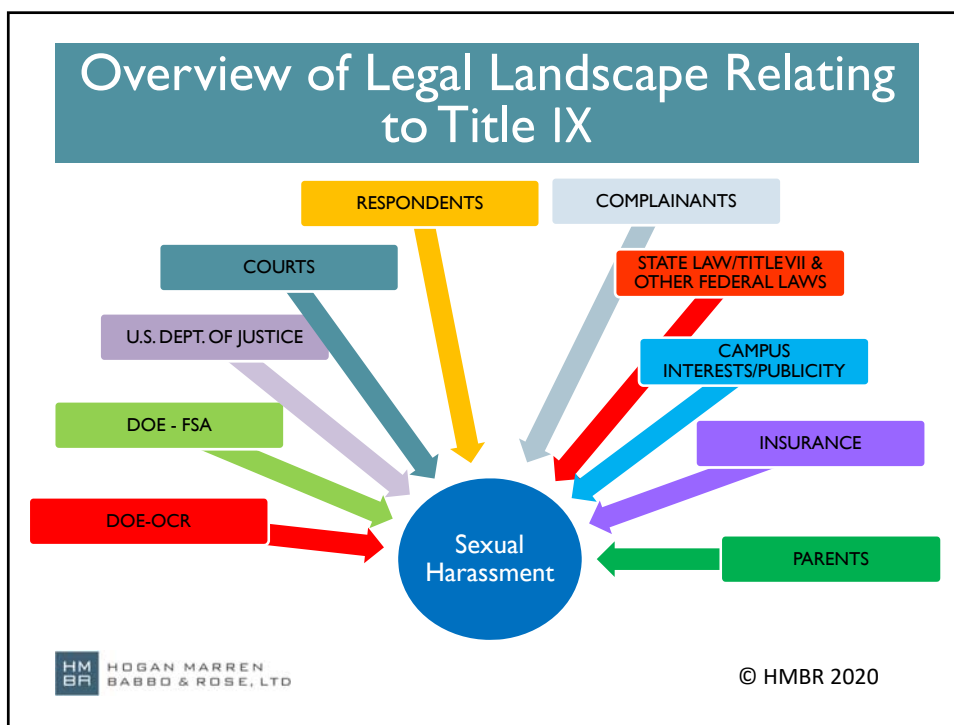 Overview of Legal Landscape Relating
to Title IX
RESPONDENTS
COMPLAINANTS
COURTS
STATE LAW/TITLE VII &
OTHER FEDERAL LAWS
U.S. DEPT. OF JUSTICE
CAMPUS
INTERESTS/PUBLICITY
DOE - FSA
INSURANCE
DOE-OCR
PARENTS
Sexual
Harassment
HM
BR
HOGAN MARREN
BABBO & ROSE, LTD
© HMBR 2020